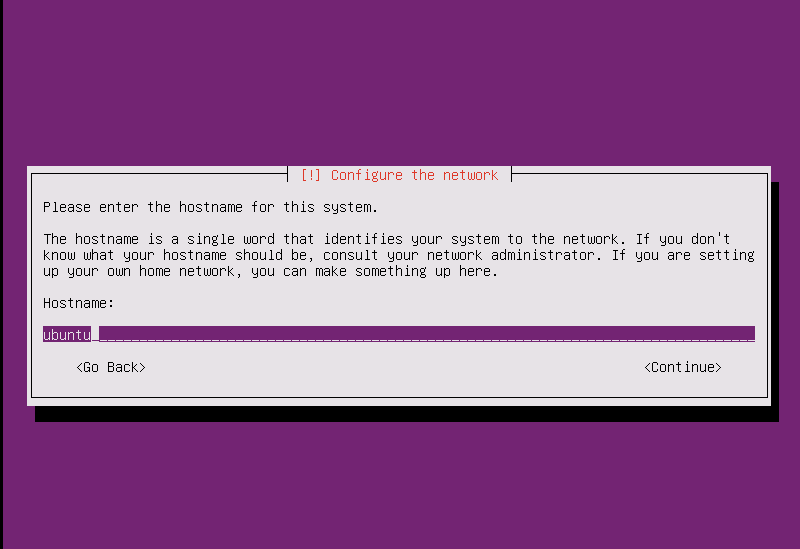 [!] Configure the network
Please enter the hostname for this system.
The hostname is a single word that identifies your system to the network. If you don't
know what your hostname should be, consult your network administrator. If you are setting
up your own home network, you can make something up here.
Hostname:
ubuntu
<Go Back> <Continue>